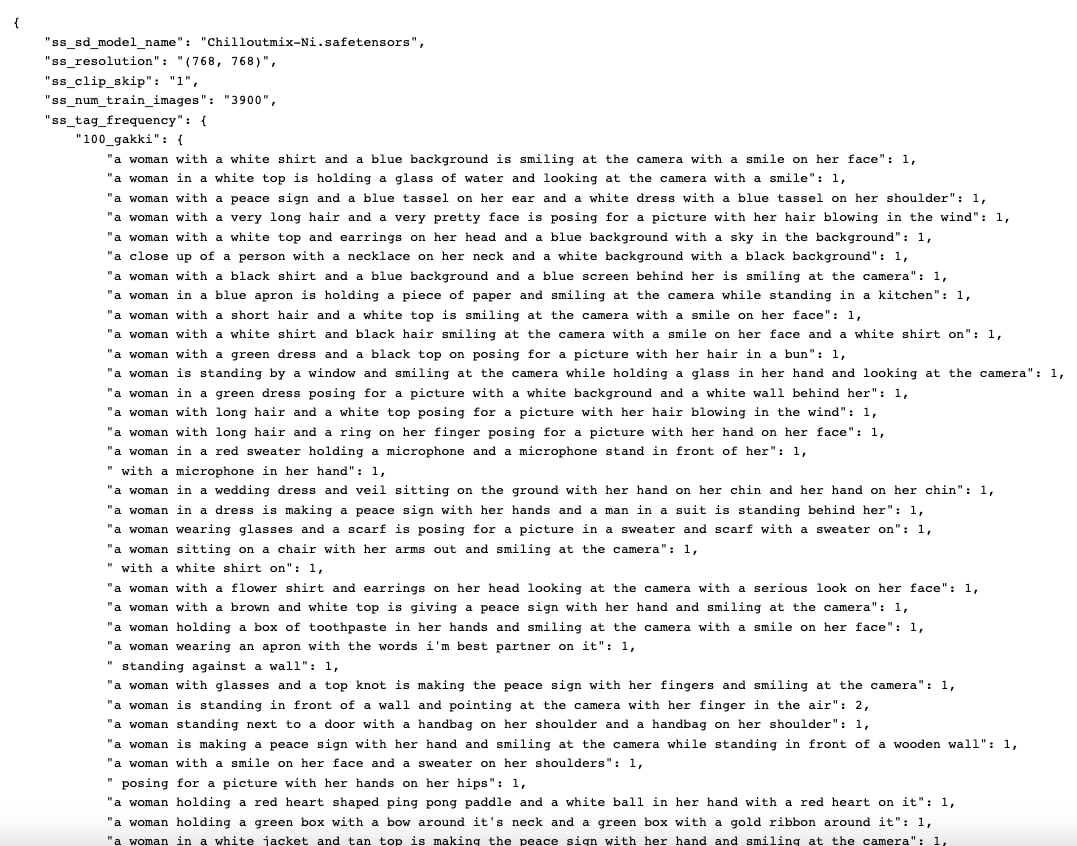 {
"ss_sd_model_name": "Chilloutmix-Ni.safetensors",
"ss_resolution": "(768, 768)",
"ss_clip_skip": "1",
"ss_num_train_images": "3900",
"ss_tag_frequency": {
"100_gakki": {
"a woman with a white shirt and a blue background is smiling at the camera with a smile on her face": 1,
"a woman in a white top is holding a glass of water and looking at the camera with a smile": 1,
"a woman with a peace sign and a blue tassel on her ear and a white dress with a blue tassel on her shoulder": 1,
"a woman with a very long hair and a very pretty face is posing for a picture with her hair blowing in the wind": 1,
"a woman with a white top and earrings on her head and a blue background with a sky in the background": 1,
"a close up of a person with a necklace on her neck and a white background with a black background": 1,
"a woman with a black shirt and a blue background and a blue screen behind her is smiling at the camera": 1,
"a woman in a blue apron is holding a piece of paper and smiling at the camera while standing in a kitchen": 1,
"a woman with a short hair and a white top is smiling at the camera with a smile on her face": 1,
"a woman with a white shirt and black hair smiling at the camera with a smile on her face and a white shirt on": 1,
"a woman with a green dress and a black top on posing for a picture with her hair in a bun": 1,
"a woman is standing by a window and smiling at the camera while holding a glass in her hand and looking at the camera": 1,
"a woman in a green dress posing for a picture with a white background and a white wall behind her": 1,
"a woman with long hair and a white top posing for a picture with her hair blowing in the wind": 1,
"a woman with long hair and a ring on her finger posing for a picture with her hand on her face": 1,
"a woman in a red sweater holding a microphone and a microphone stand in front of her": 1,
" with a microphone in her hand": 1,
"a woman in a wedding dress and veil sitting on the ground with her hand on her chin and her hand on her chin": 1,
"a woman in a dress is making a peace sign with her hands and a man in a suit is standing behind her": 1,
"a woman wearing glasses and a scarf is posing for a picture in a sweater and scarf with a sweater on": 1,
"a woman sitting on a chair with her arms out and smiling at the camera": 1,
" with a white shirt on": 1,
"a woman with a flower shirt and earrings on her head looking at the camera with a serious look on her face": 1,
"a woman with a brown and white top is giving a peace sign with her hand and smiling at the camera": 1,
"a woman holding a box of toothpaste in her hands and smiling at the camera with a smile on her face": 1,
"a woman wearing an apron with the words i'm best partner on it": 1,
" standing against a wall": 1,
"a woman with glasses and a top knot is making the peace sign with her fingers and smiling at the camera": 1,
"a woman is standing in front of a wall and pointing at the camera with her finger in the air": 2,
"a woman standing next to a door with a handbag on her shoulder and a handbag on her shoulder": 1,
"a woman is making a peace sign with her hand and smiling at the camera while standing in front of a wooden wall": 1,
"a woman with a smile on her face and a sweater on her shoulders": 1,
" posing for a picture with her hands on her hips": 1,
"a woman holding a red heart shaped ping pong paddle and a white ball in her hand with a red heart on it": 1,
"a woman holding a green box with a bow around it's neck and a green box with a gold ribbon around it": 1,
"a woman in a white jacket and tan top is making the peace sign with her hand and smiling at the camera": 1,